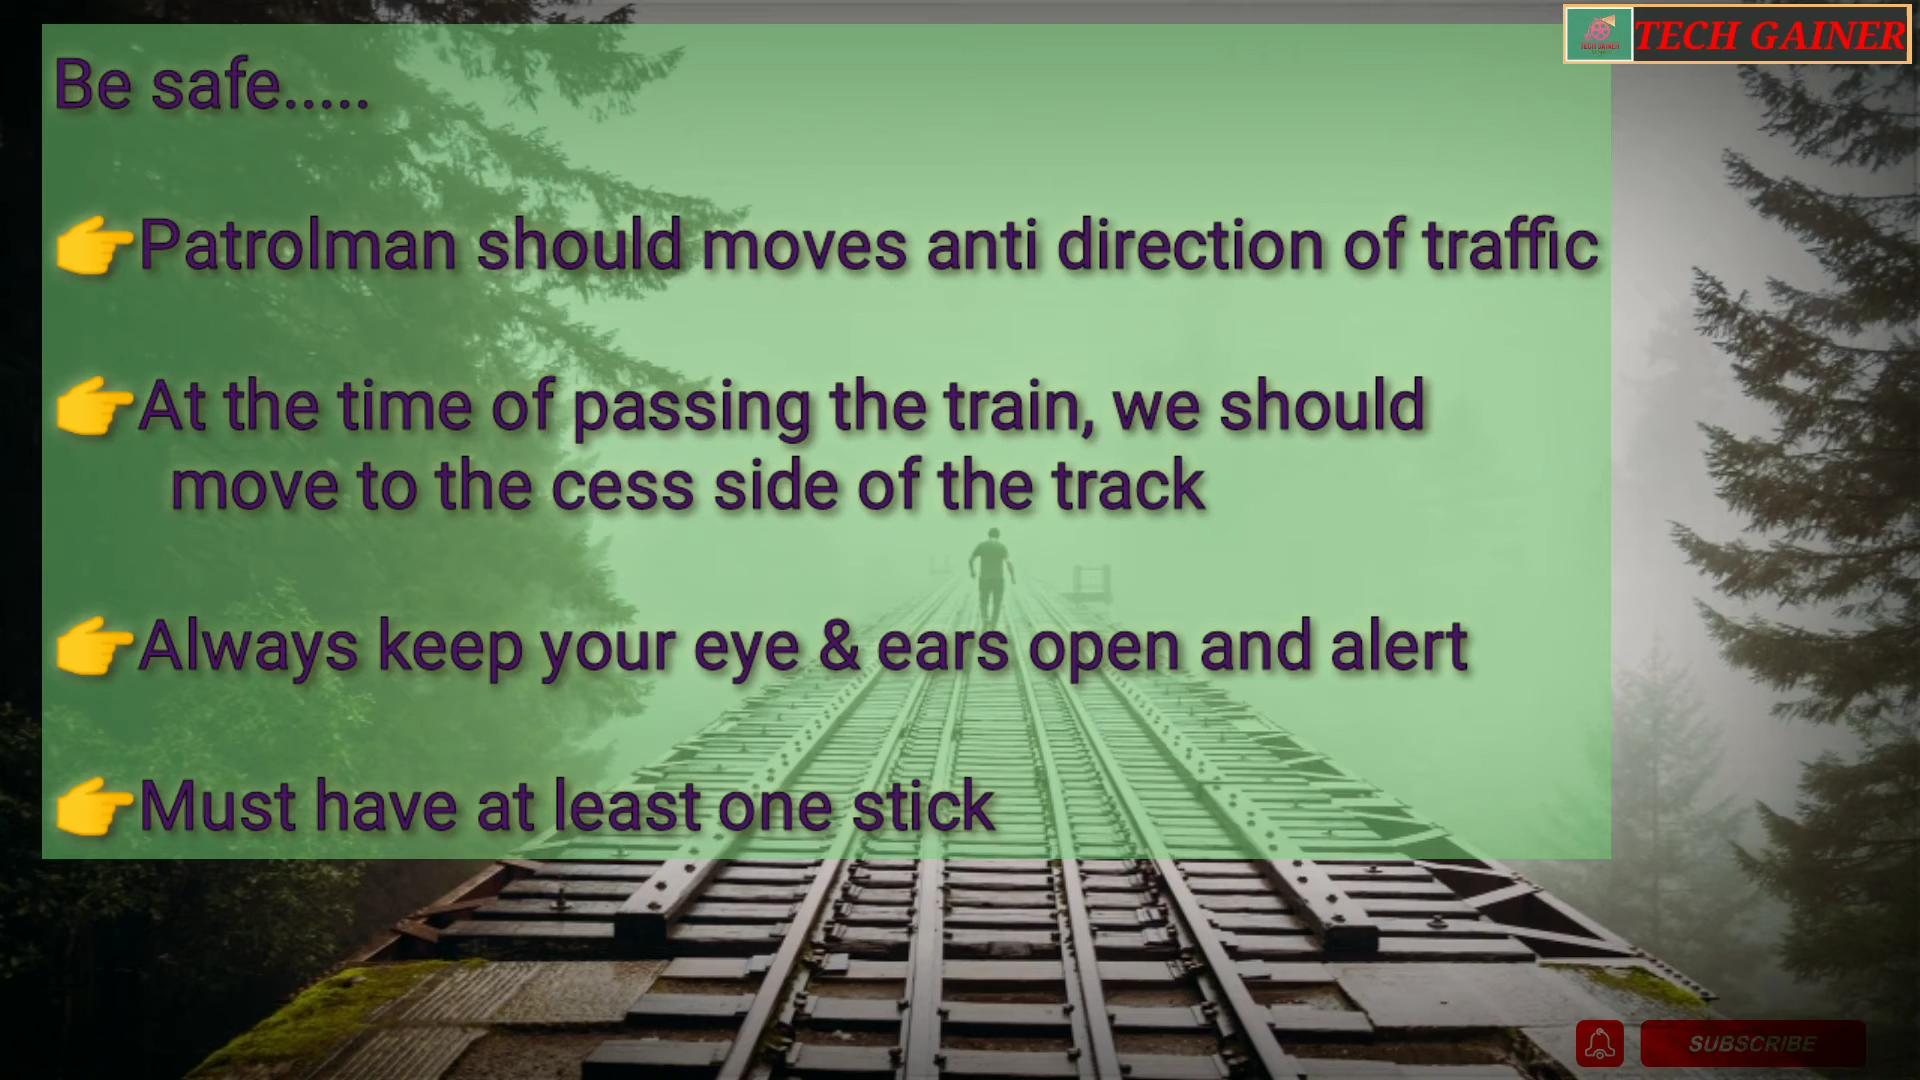 TECH GAINER
Be safe.....
👉Patrolman should moves anti direction of traffic
👉At the time of passing the train, we should
move to the cess side of the track
👉Always keep your eye & ears open and alert
👉Must have at least one stick
SUBSCRIBE